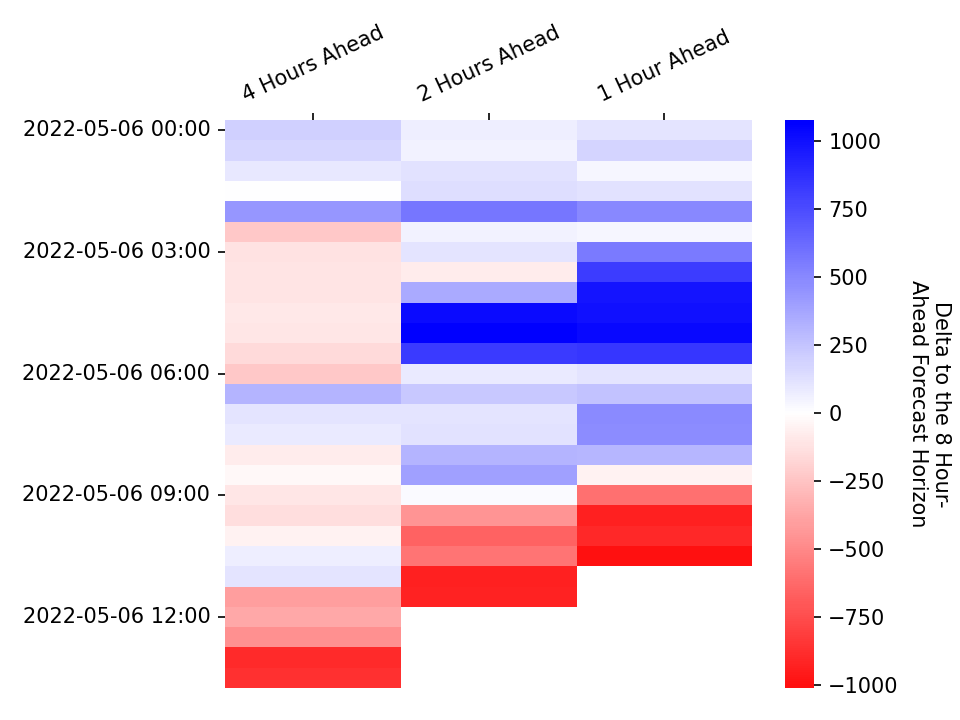 4 Hours Ahead
2 Hours Ahead
1 Hour Ahead
2022-05-06 00:00
2022-05-06 03:00
2022-05-06 06:00
2022-05-06 09:00
2022-05-06 12:00
1000
750
500
250
0
−250
−500
−750
−1000
Delta to the 8 Hour-
Ahead Forecast Horizon